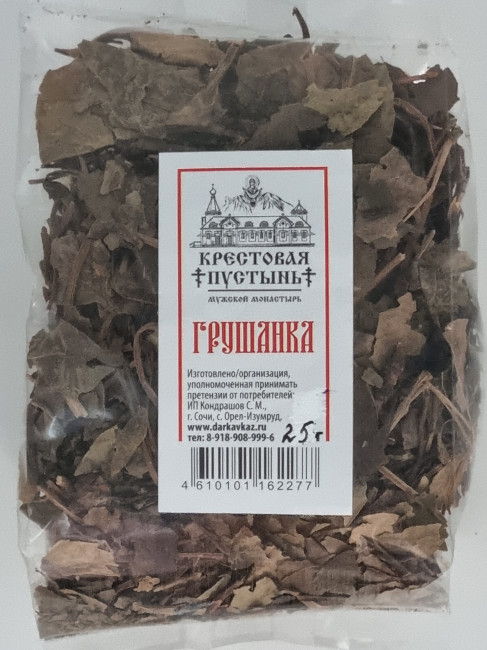 КРЕСТОВАЯ
ПУСТЫНЬ
МУЖСКОЙ МОНАСТЫРЬ
ГРУШАНКА
Изготовлено/организация,
уполномоченная принимать
претензии от потребителей:
ИП Кондрашов С. М.,
г. Сочи, с. Орел-Изумруд,
www.darkavkaz.ru
тел: 8-918-908-999-6 25 г
4 610101 162277